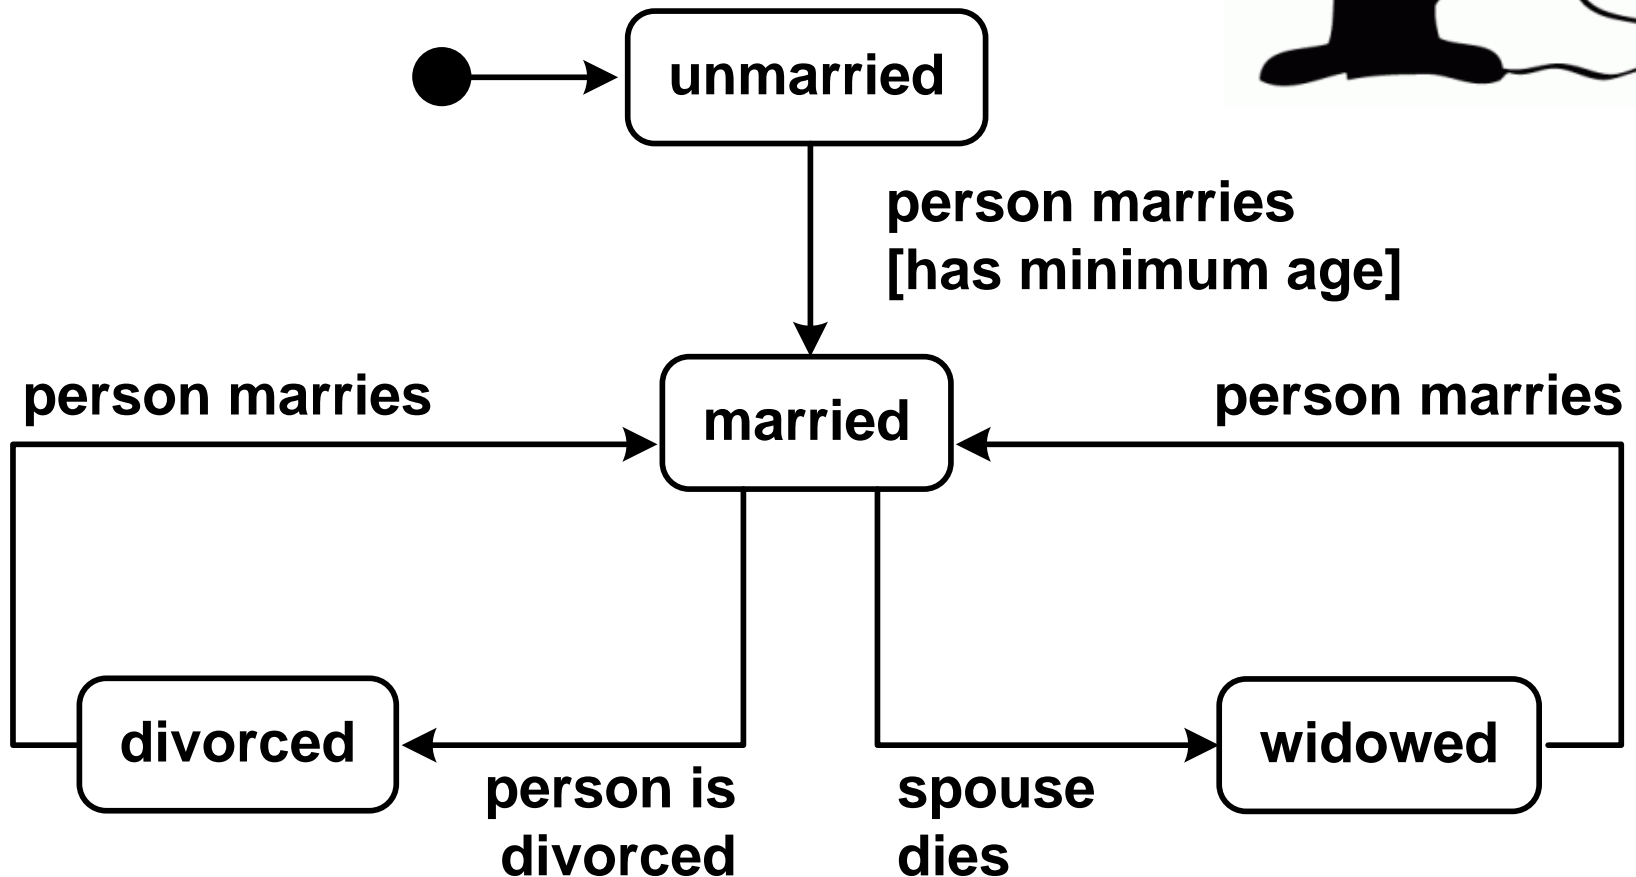 unmarried
person marries
[has minimum age]
person marries
married
person marries
divorced
widowed
person is
divorced
spouse
dies